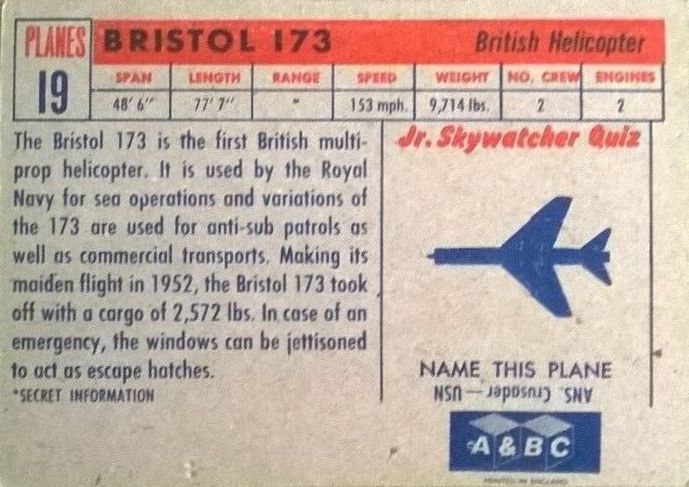 PLANES
19
BRISTOL 173 British Helicopter
SPAN LENGTH RANGE SPEED WEIGHT NO. CREW ENGINES
48' 6" 77' 7" * 153 mph. 9,714 lbs. 2 2
The Bristol 173 is the first British multi-
prop helicopter. It is used by the Royal
Navy for sea operations and variations of
the 173 are used for anti-sub patrols as
well as commercial transports. Making its
maiden flight in 1952, the Bristol 173 took
off with a cargo of 2,572 lbs. In case of an
emergency, the windows can be jettisoned
to act as escape hatches.
*SECRET INFORMATION
Jr. Skywatcher Quiz
NAME THIS PLANE
ANS. Crusader — USN
A & B C
PRINTED IN ENGLAND